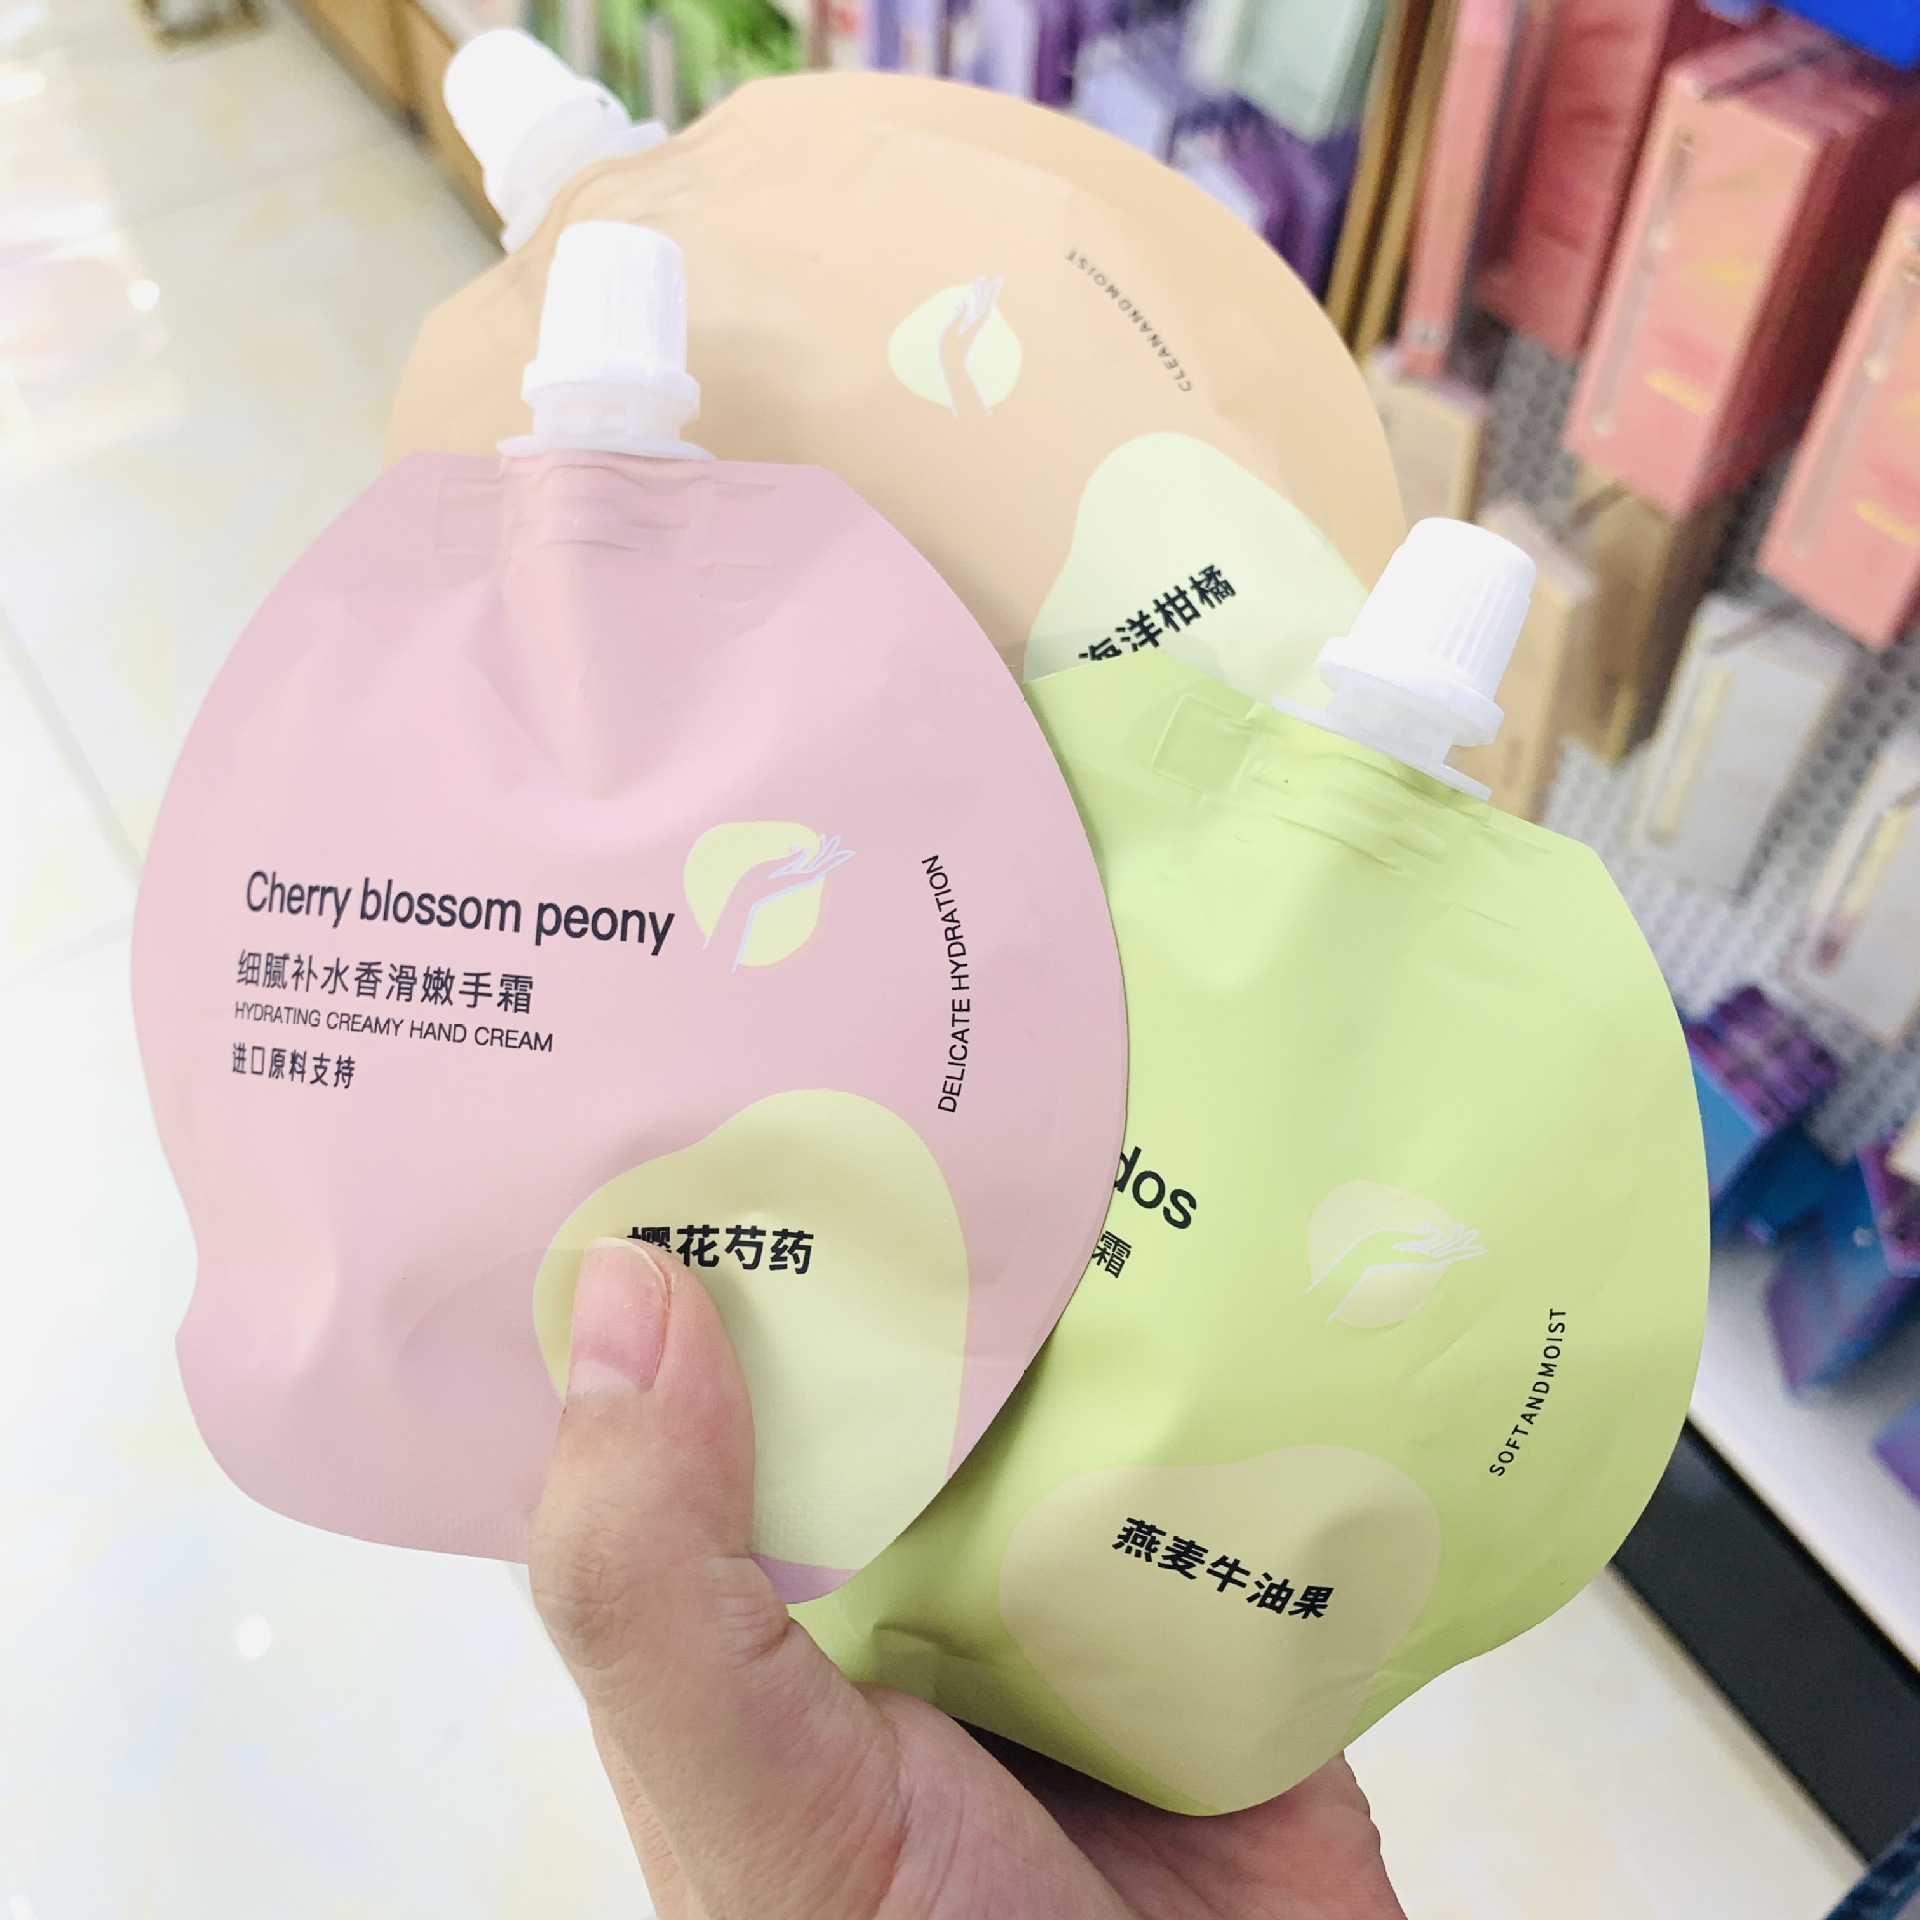 CLEANANDMOIST
海洋柑橘
Cherry blossom peony
细腻补水香滑嫩手霜
HYDRATING CREAMY HAND CREAM
进口原料支持
DELICATE HYDRATION
樱花芍药
dos
霜
SOFTANDMOIST
燕麦牛油果